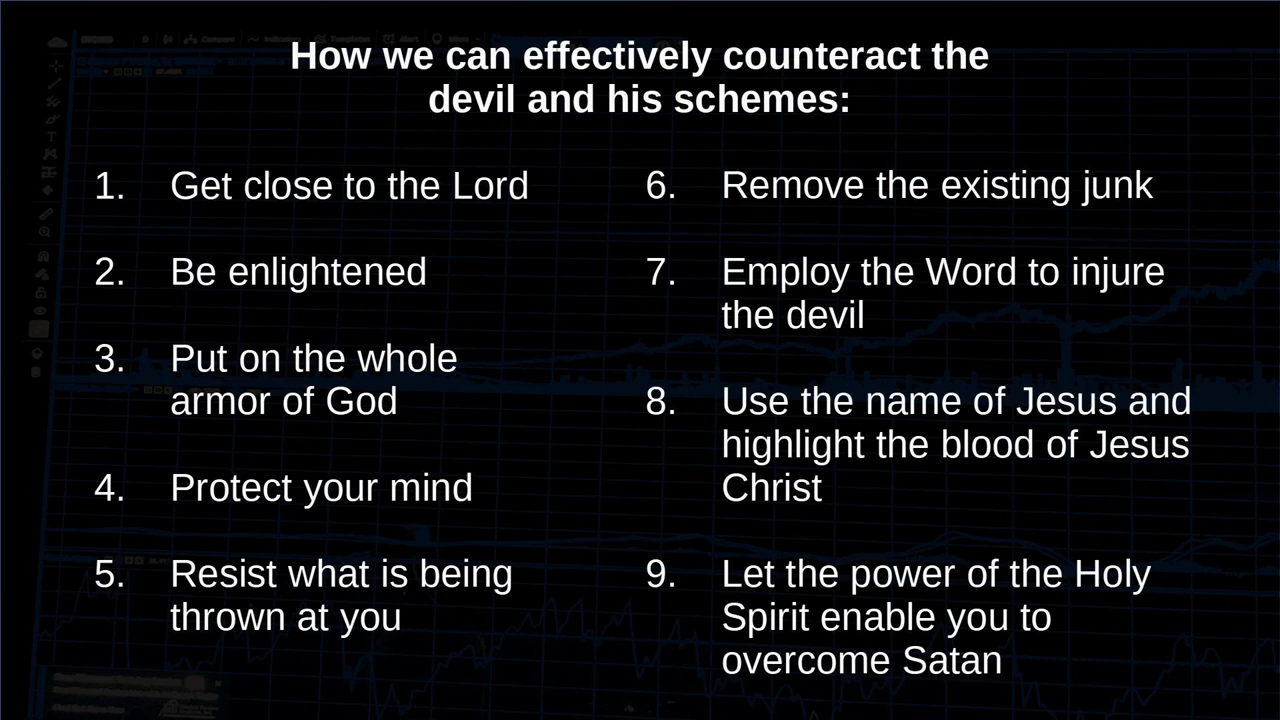 How we can effectively counteract the
devil and his schemes:
1. Get close to the Lord
2. Be enlightened
3. Put on the whole
armor of God
4. Protect your mind
5. Resist what is being
thrown at you
6. Remove the existing junk
7. Employ the Word to injure
the devil
8. Use the name of Jesus and
highlight the blood of Jesus
Christ
9. Let the power of the Holy
Spirit enable you to
overcome Satan